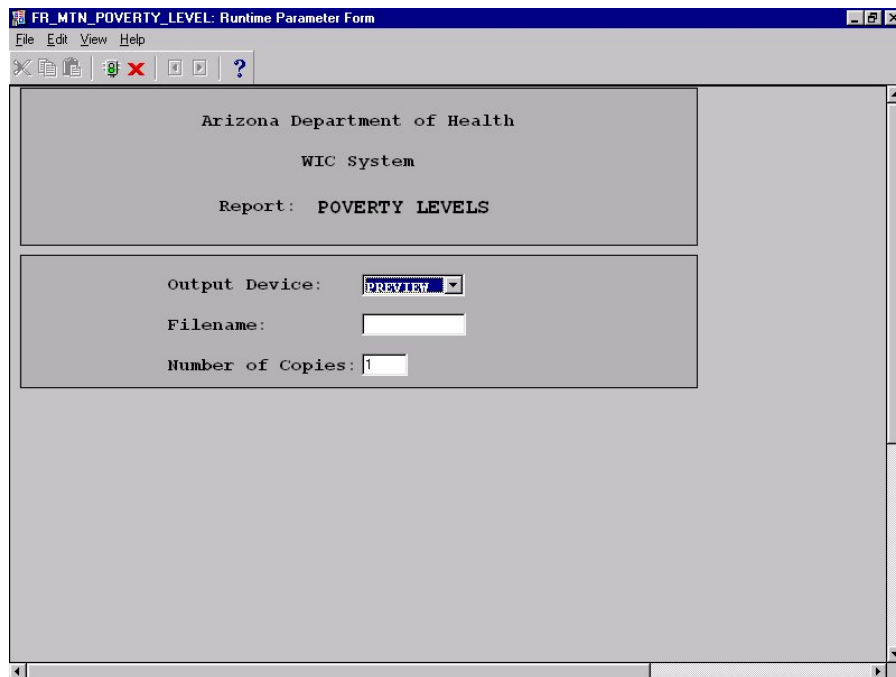 FR_MTN_POVERTY_LEVEL: Runtime Parameter Form
File Edit View Help
?
Arizona Department of Health
WIC System
Report: POVERTY LEVELS
Output Device: PREVIEW
Filename:
Number of Copies: 1